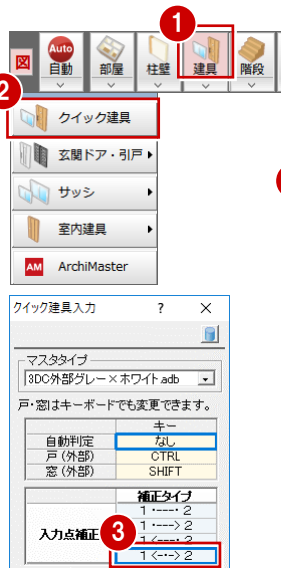 1
図
Auto
自動
部屋
柱壁
建具
階段
2
クイック建具
玄関ドア・引戸
サッシ
室内建具
AM ArchiMaster
クイック建具入力 ? ×
マスタタイプ
3DC外部グレー×ホワイト.adb
戸・窓はキーボードでも変更できます。
キー
自動判定 なし
戸(外部) CTRL
窓(外部) SHIFT
補正タイプ
入力点補正
1 ・---・ 2
1 ・---> 2
1 <---・ 2
3
1 <-・-> 2